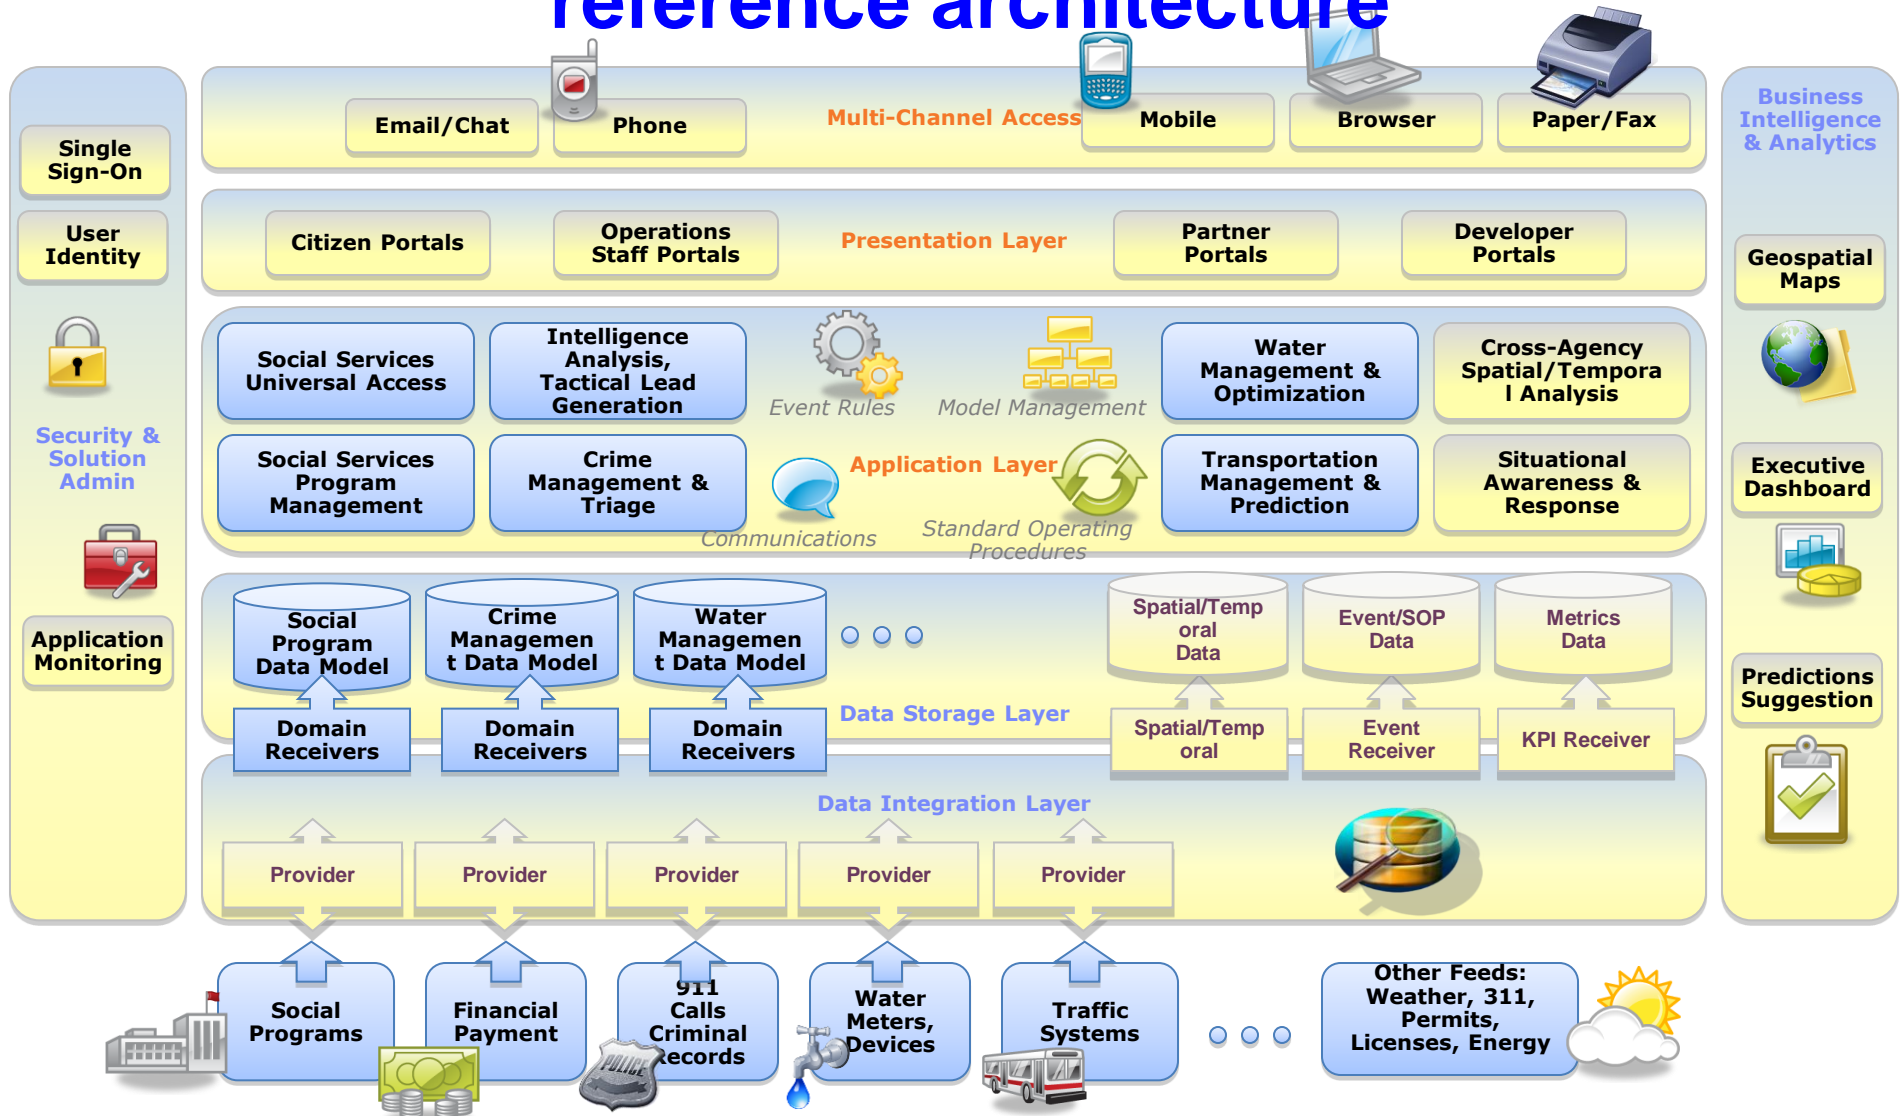 reference architecture
Single
Sign-On
User
Identity
Security &
Solution
Admin
Application
Monitoring
Email/Chat
Phone
Multi-Channel Access
Mobile
Browser
Paper/Fax
Citizen Portals
Operations
Staff Portals
Presentation Layer
Partner
Portals
Developer
Portals
Social Services
Universal Access
Intelligence
Analysis,
Tactical Lead
Generation
Event Rules
Model Management
Water
Management &
Optimization
Cross-Agency
Spatial/Tempora
l Analysis
Social Services
Program
Management
Crime
Management &
Triage
Communications
Application Layer
Standard Operating
Procedures
Transportation
Management &
Prediction
Situational
Awareness &
Response
Social
Program
Data Model
Crime
Managemen
t Data Model
Water
Managemen
t Data Model
Spatial/Temp
oral
Data
Event/SOP
Data
Metrics
Data
Domain
Receivers
Domain
Receivers
Domain
Receivers
Data Storage Layer
Spatial/Temp
oral
Event
Receiver
KPI Receiver
Data Integration Layer
Provider
Provider
Provider
Provider
Provider
Social
Programs
Financial
Payment
911
Calls
Criminal
Records
POLICE
Water
Meters,
Devices
Traffic
Systems
Other Feeds:
Weather, 311,
Permits,
Licenses, Energy
Business
Intelligence
& Analytics
Geospatial
Maps
Executive
Dashboard
Predictions
Suggestion